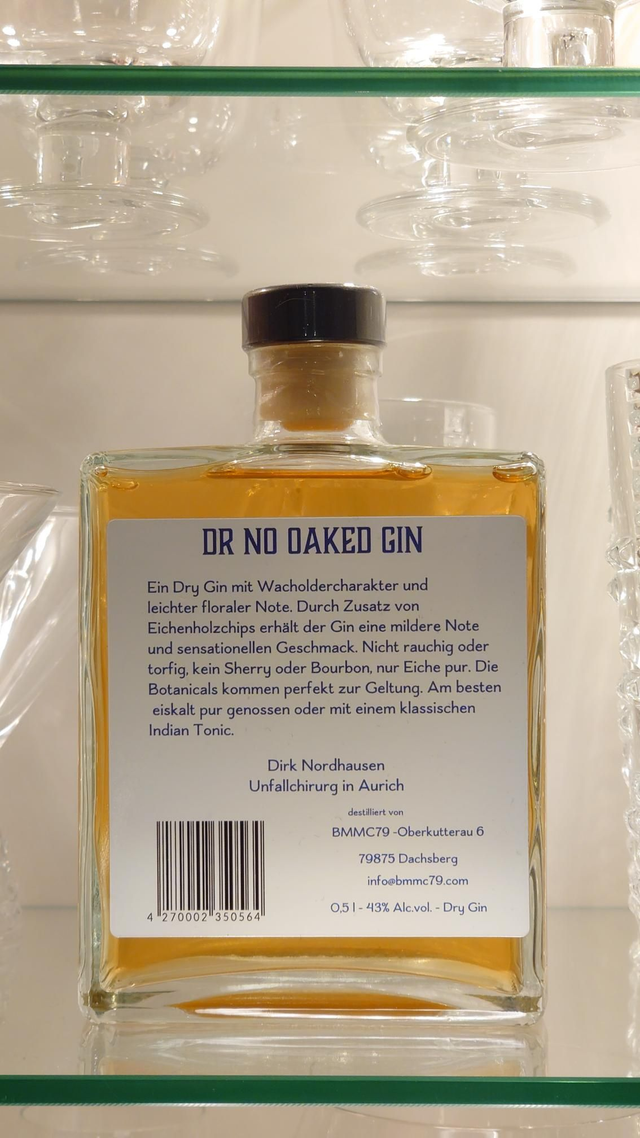 DR NO OAKED GIN
Ein Dry Gin mit Wacholdercharakter und
leichter floraler Note. Durch Zusatz von
Eichenholzchips erhält der Gin eine mildere Note
und sensationellen Geschmack. Nicht rauchig oder
torfig, kein Sherry oder Bourbon, nur Eiche pur. Die
Botanicals kommen perfekt zur Geltung. Am besten
eiskalt pur genossen oder mit einem klassischen
Indian Tonic.
Dirk Nordhausen
Unfallchirurg in Aurich
destilliert von
BMMC79 -Oberkutterau 6
79875 Dachsberg
info@bmmc79.com
0,5 l - 43% Alc.vol. - Dry Gin
4 270002 350564